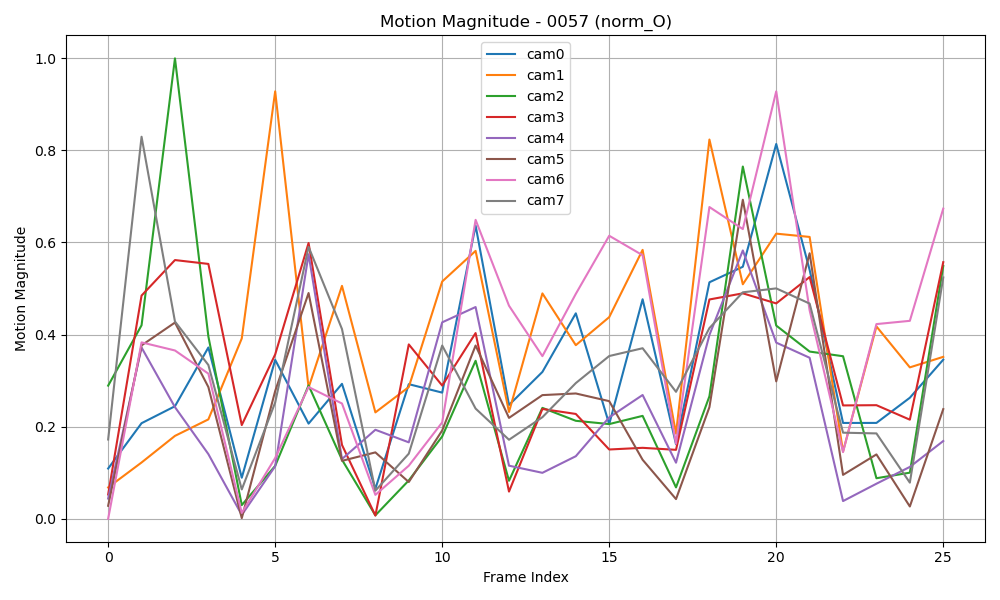 Motion Magnitude - 0057 (norm_O)
cam0
cam1
cam2
cam3
cam4
cam5
cam6
cam7
Motion Magnitude
1.0
0.8
0.6
0.4
0.2
0.0
0 5 10 15 20 25
Frame Index